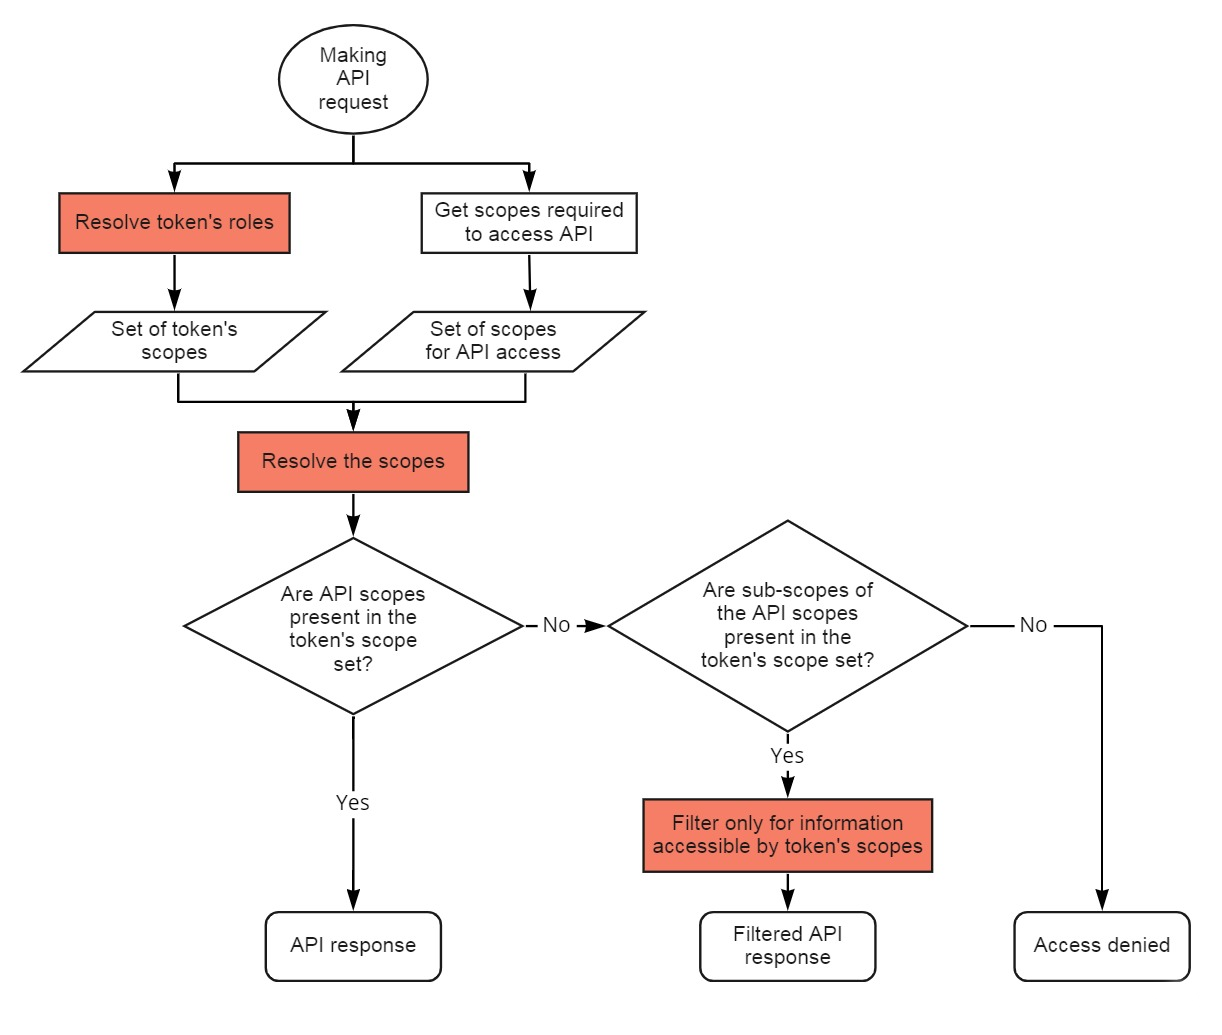 Making
API
request
Resolve token's roles
Get scopes required
to access API
Set of token's
scopes
Set of scopes
for API access
Resolve the scopes
Are API scopes
present in the
token's scope
set?
No
Are sub-scopes of
the API scopes
present in the
token's scope set?
No
Yes
Yes
Filter only for information
accessible by token's scopes
API response
Filtered API
response
Access denied